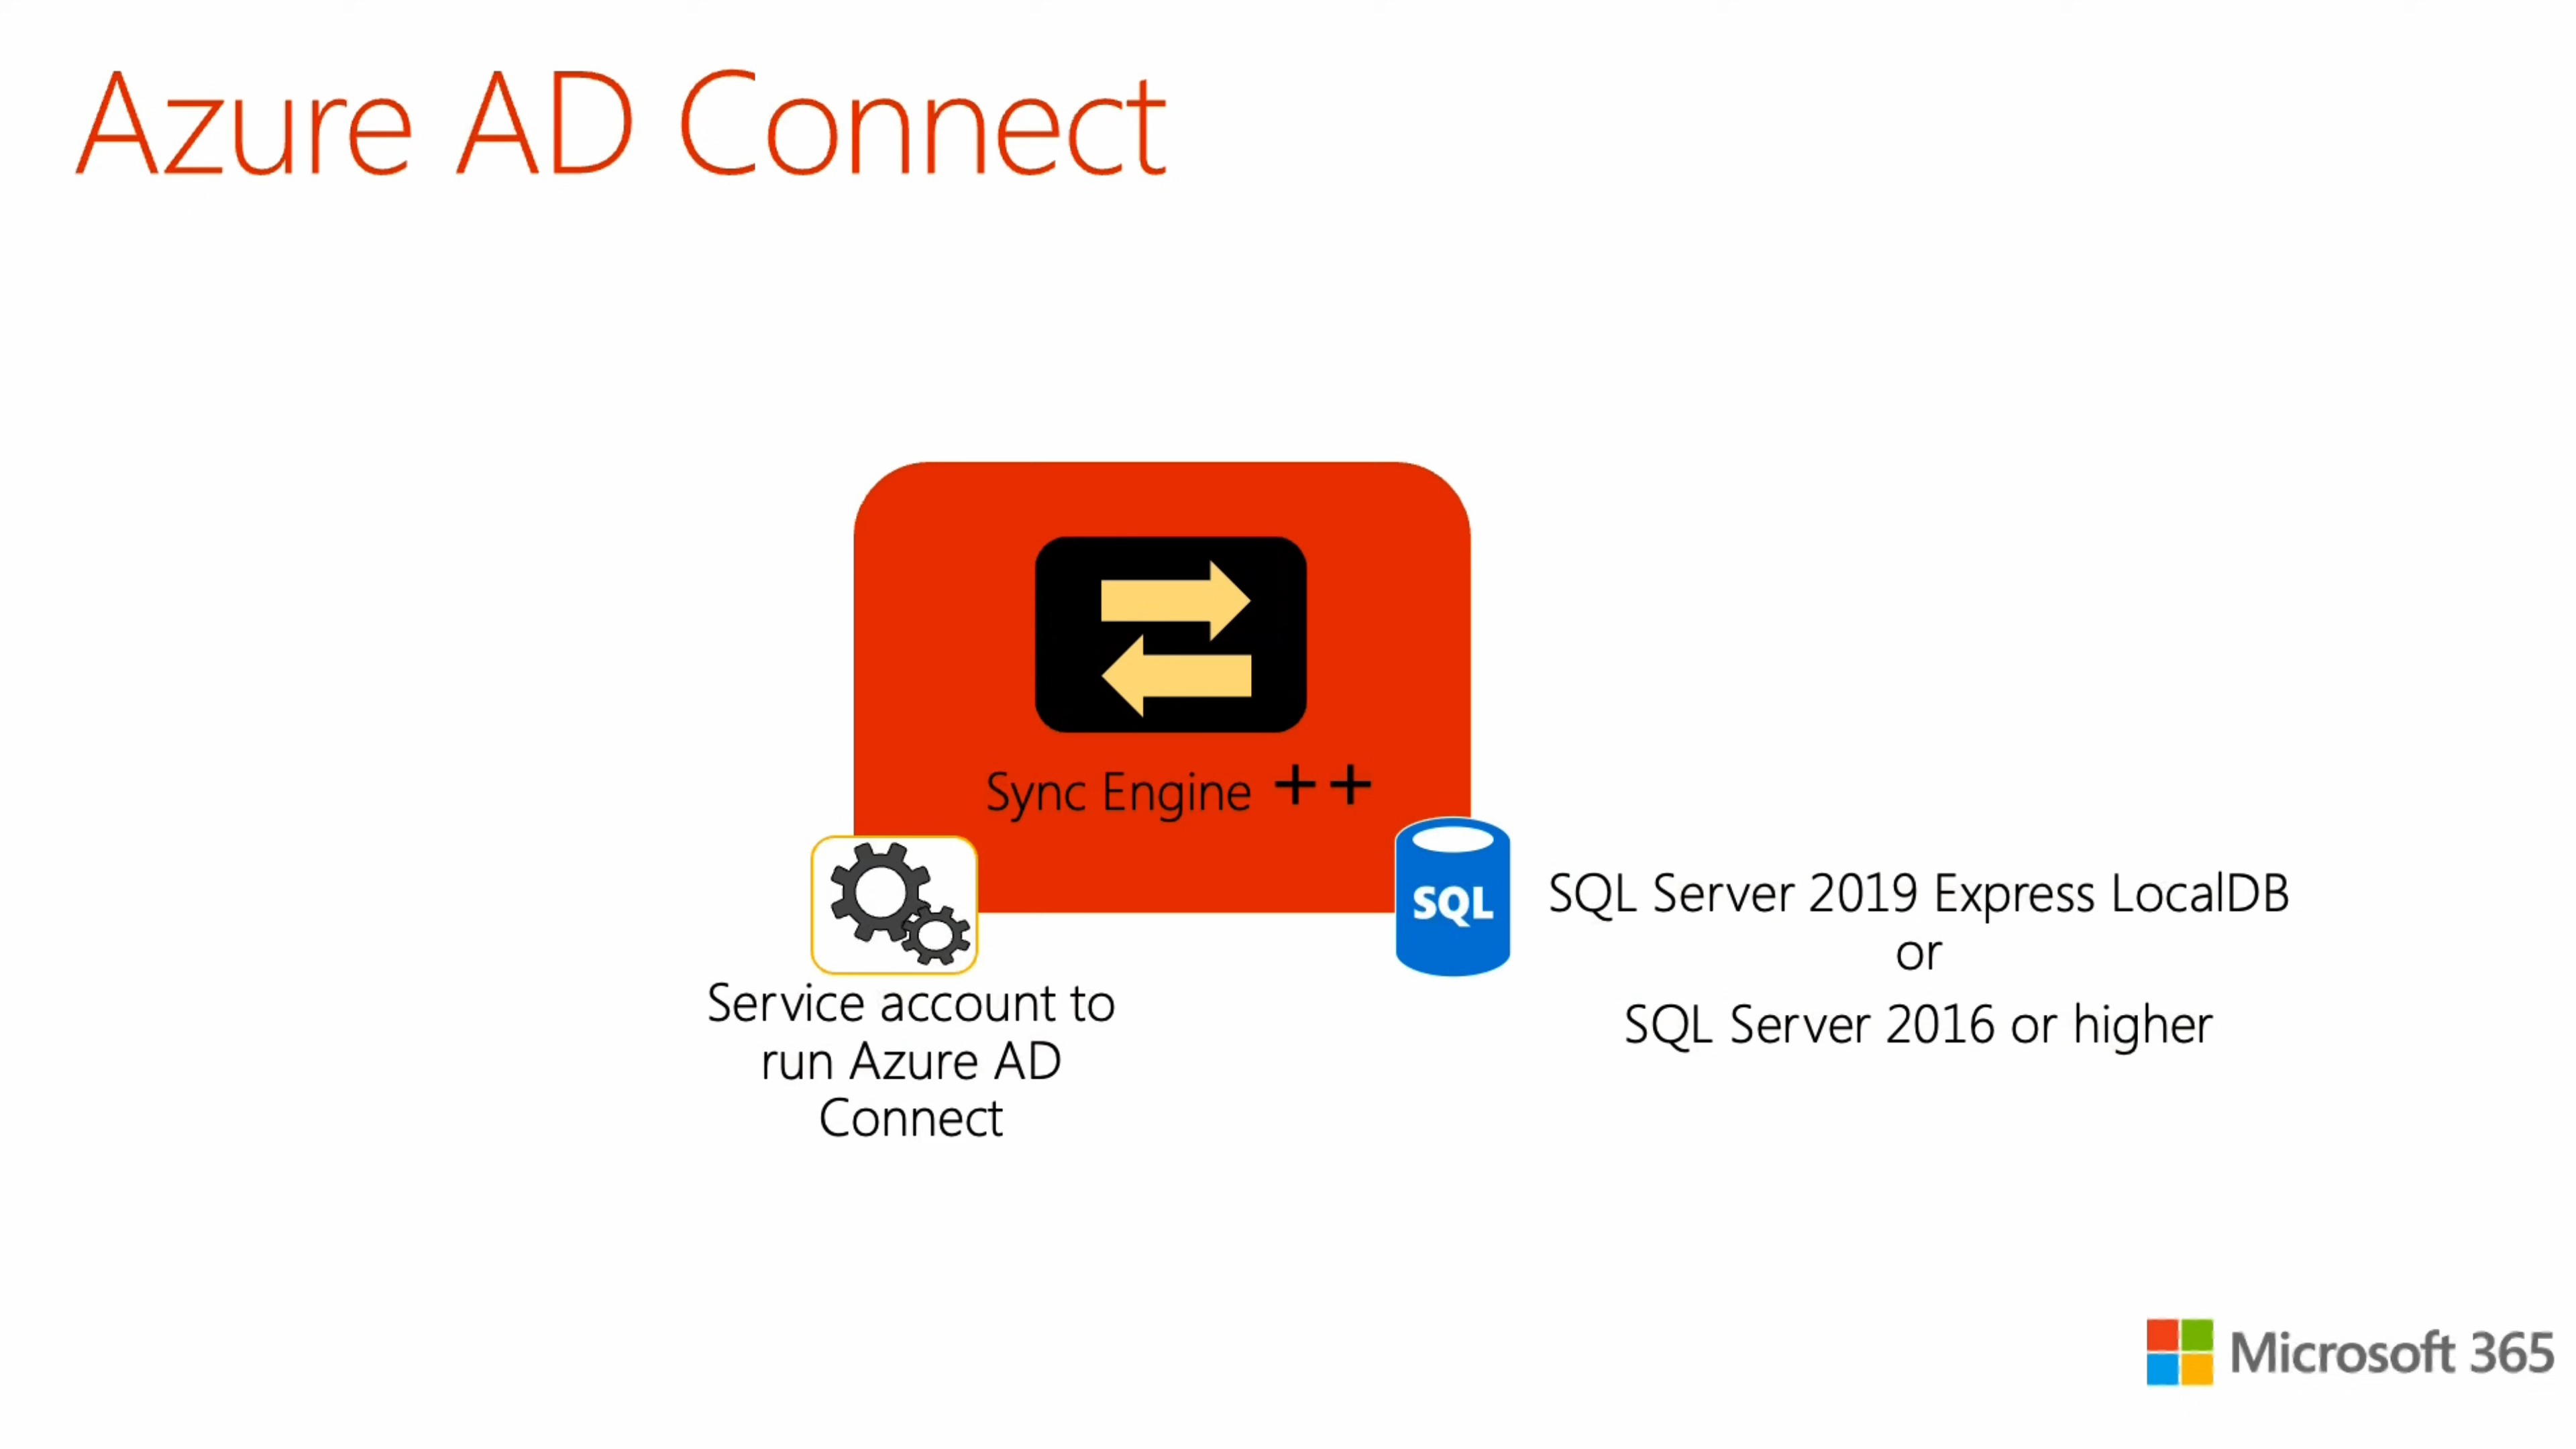 Azure AD Connect
Sync Engine ++
SQL
SQL Server 2019 Express LocalDB
or
SQL Server 2016 or higher
Service account to
run Azure AD
Connect
Microsoft 365